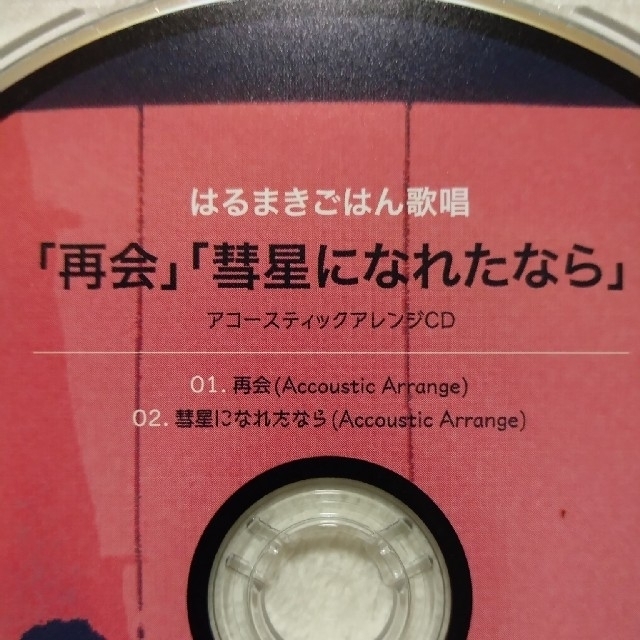 はるまきごはん歌唱
「再会」「彗星になれたなら」
アコースティックアレンジCD
01. 再会(Accoustic Arrange)
02. 彗星になれたなら(Accoustic Arrange)